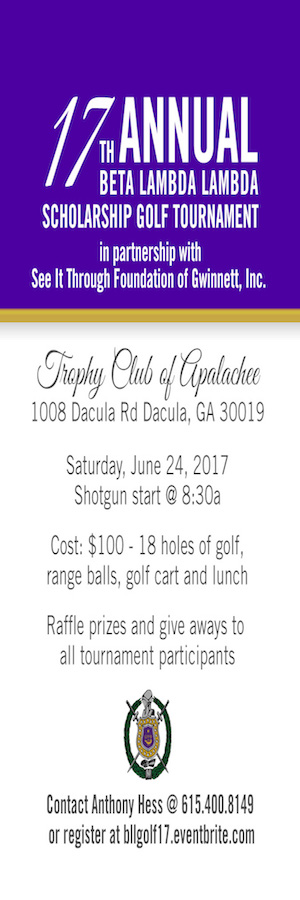 17TH ANNUAL
BETA LAMBDA LAMBDA
SCHOLARSHIP GOLF TOURNAMENT
in partnership with
See It Through Foundation of Gwinnett, Inc.
Trophy Club of Apalachee
1008 Dacula Rd Dacula, GA 30019
Saturday, June 24, 2017
Shotgun start @ 8:30a
Cost: $100 - 18 holes of golf,
range balls, golf cart and lunch
Raffle prizes and give aways to
all tournament participants
Contact Anthony Hess @ 615.400.8149
or register at bllgolf17.eventbrite.com